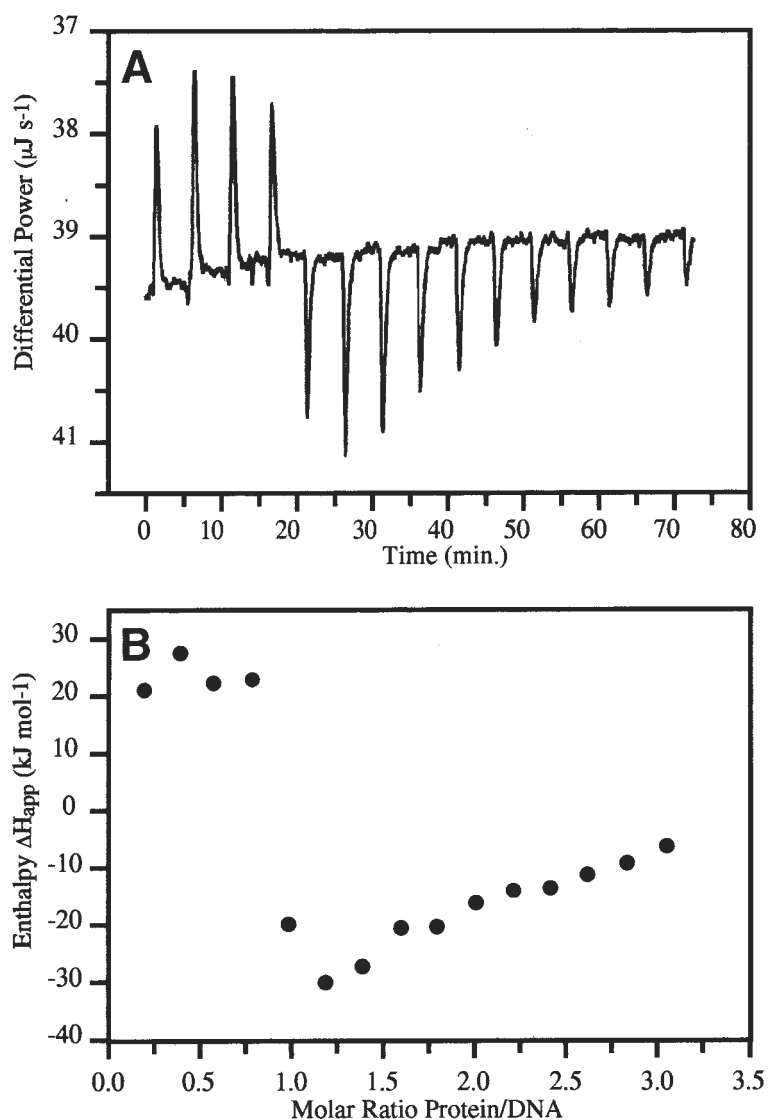 A
37
38
39
40
41
Differential Power (μJ s-1)
0 10 20 30 40 50 60 70 80
Time (min.)
B
30
20
10
0
-10
-20
-30
-40
Enthalpy ΔHapp (kJ mol-1)
0.0 0.5 1.0 1.5 2.0 2.5 3.0 3.5
Molar Ratio Protein/DNA